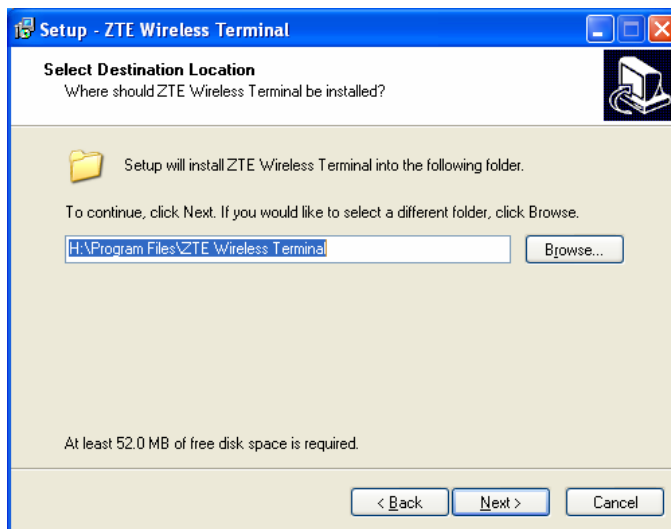 Setup - ZTE Wireless Terminal
Select Destination Location
Where should ZTE Wireless Terminal be installed?
Setup will install ZTE Wireless Terminal into the following folder.
To continue, click Next. If you would like to select a different folder, click Browse.
H:\Program Files\ZTE Wireless Terminal
Browse...
At least 52.0 MB of free disk space is required.
< Back
Next >
Cancel